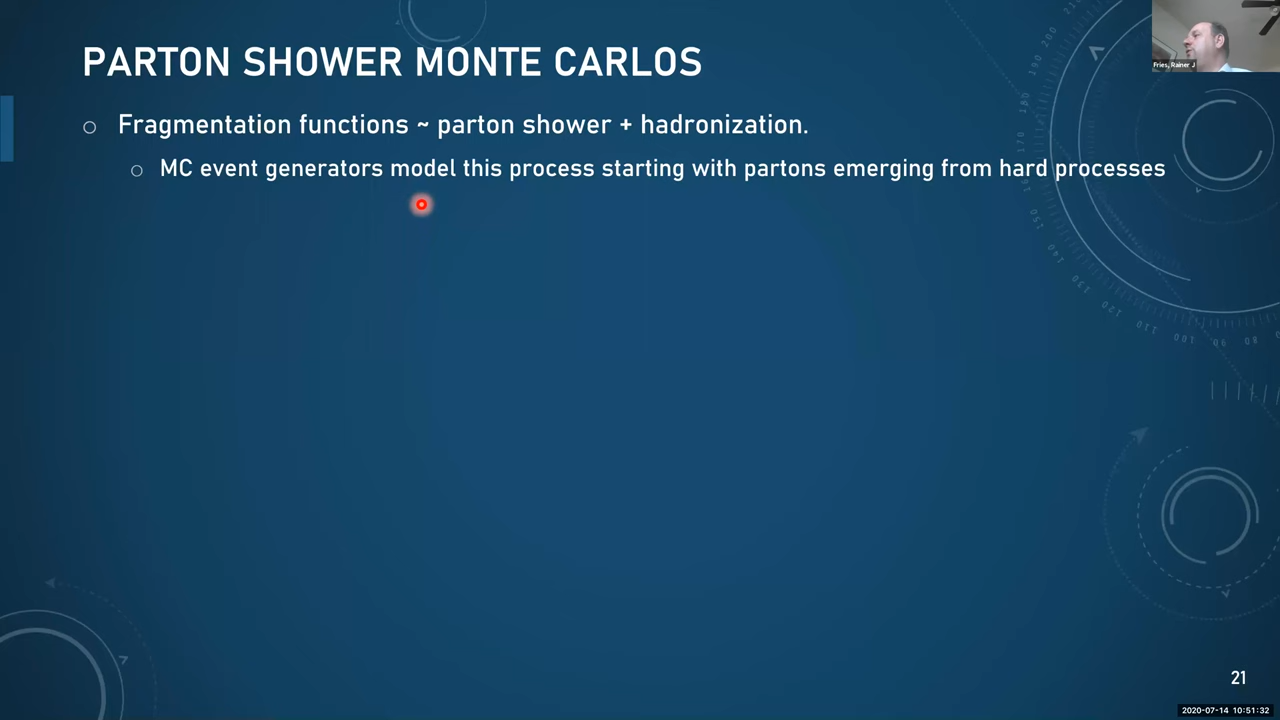 PARTON SHOWER MONTE CARLOS
Fries, Rainer J
Fragmentation functions ~ parton shower + hadronization.
MC event generators model this process starting with partons emerging from hard processes
21
2020-07-14 10:51:32